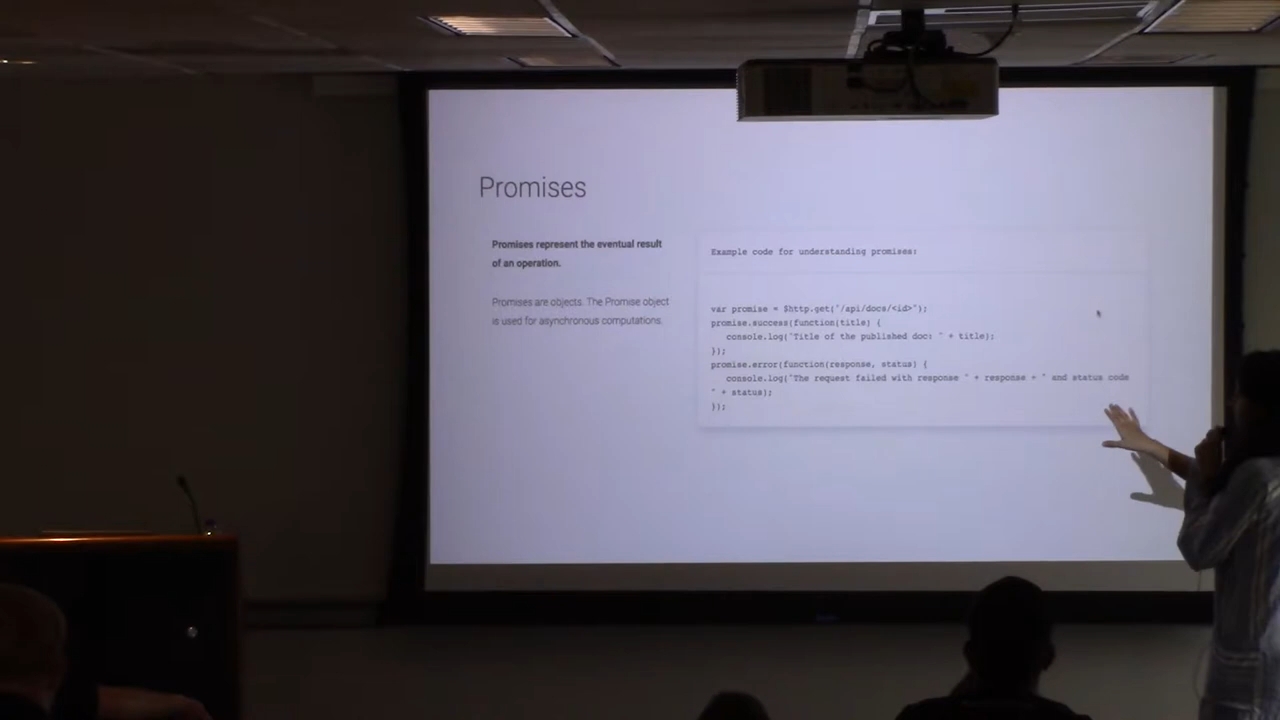 Promises
Promises represent the eventual result
of an operation.
Promises are objects. The Promise object
is used for asynchronous computations.
Example code for understanding promises:
var promise = $http.get("/api/docs/<id>");
promise.success(function(title) {
console.log("Title of the published doc: " + title);
});
promise.error(function(response, status) {
console.log("The request failed with response " + response + " and status code
" + status);
});